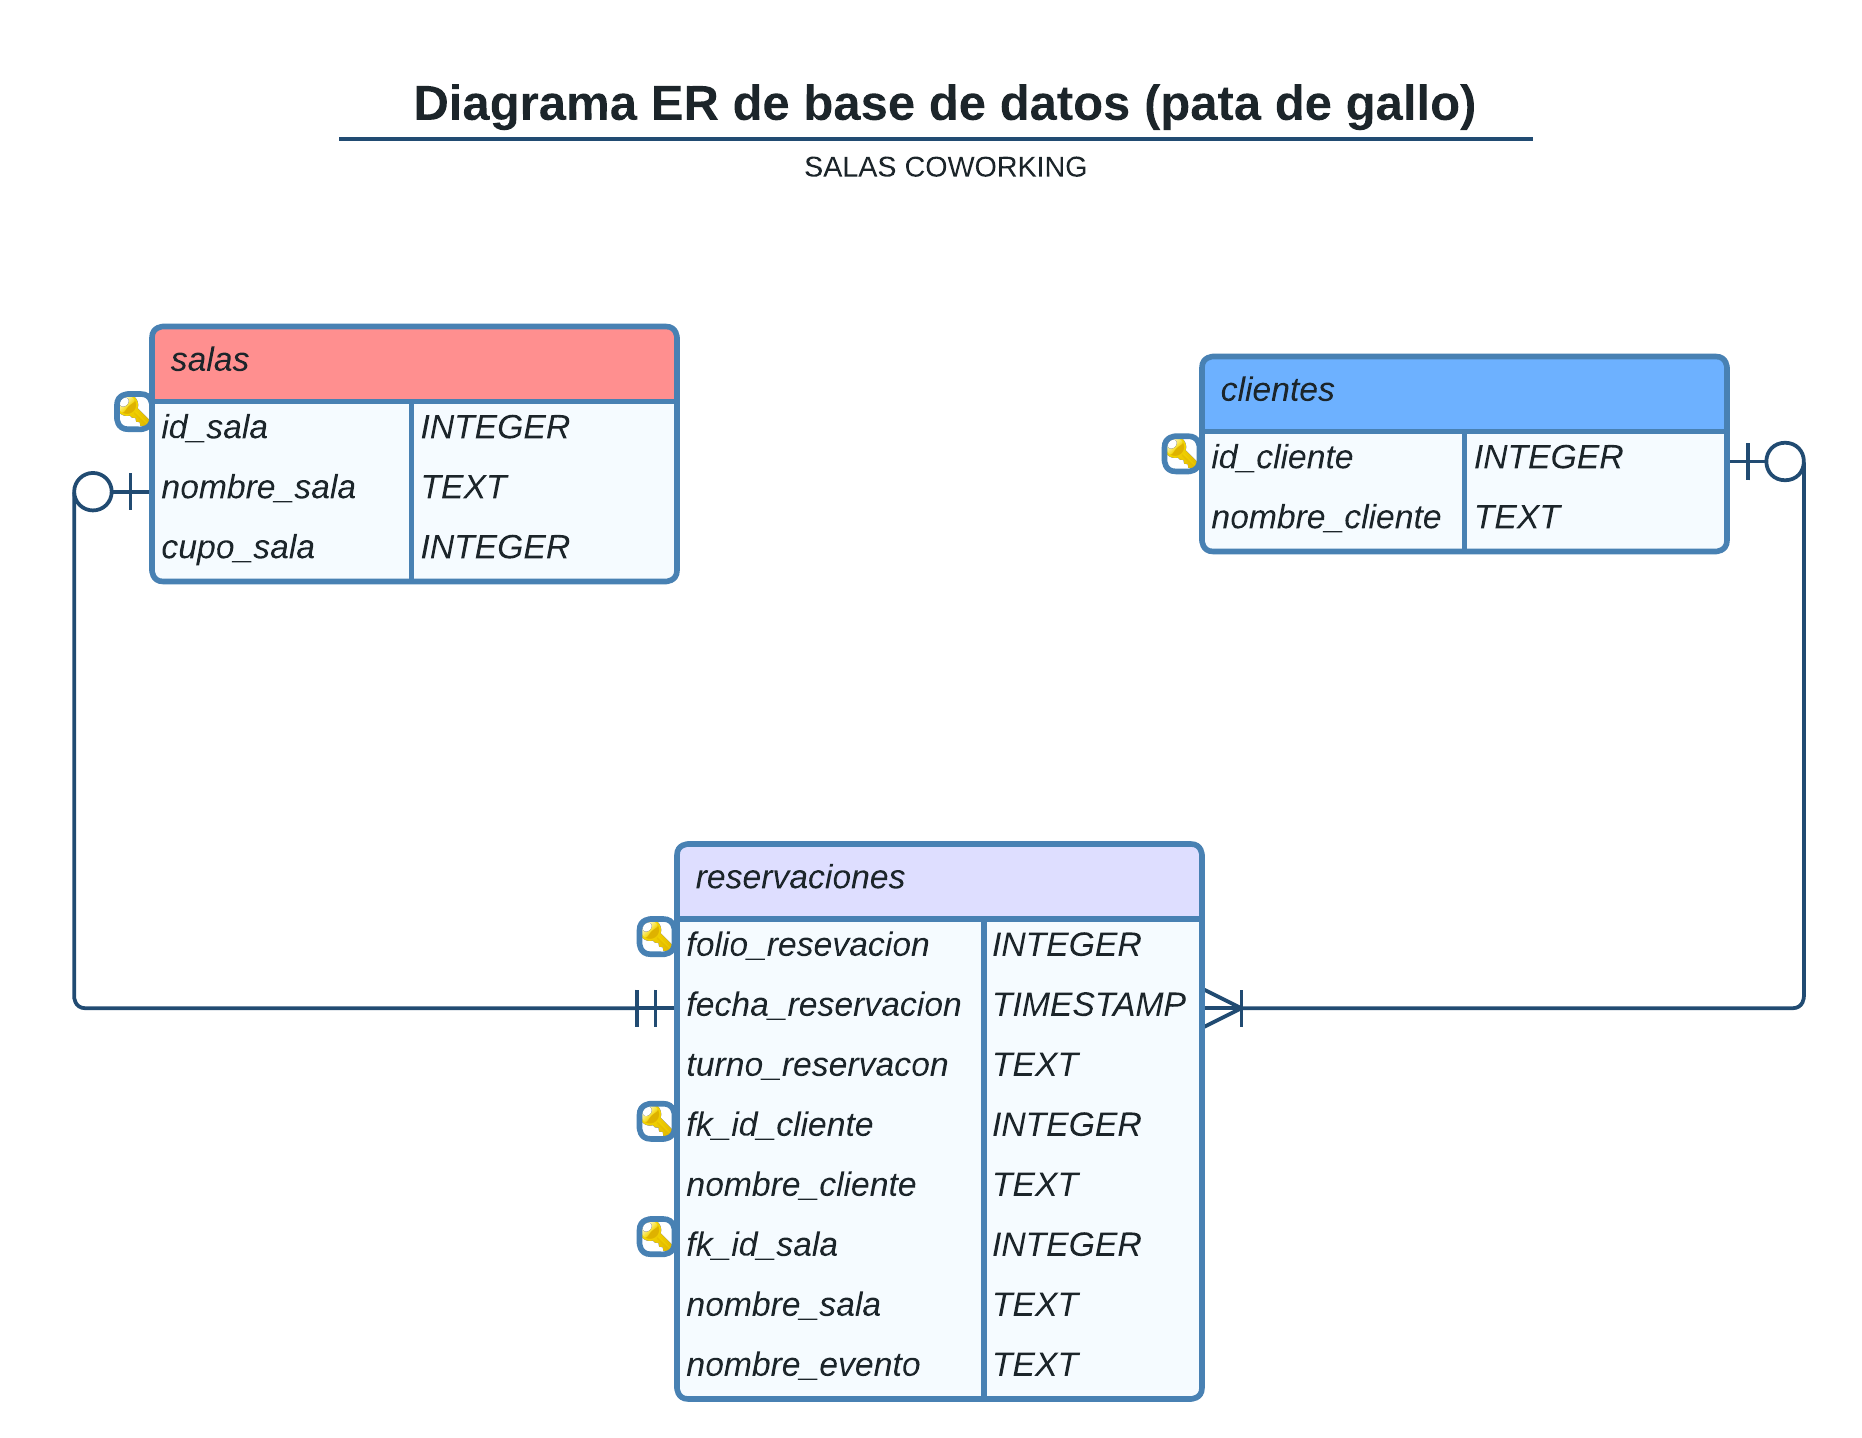 Diagrama ER de base de datos (pata de gallo)
SALAS COWORKING
salas
id_sala INTEGER
nombre_sala TEXT
cupo_sala INTEGER
clientes
id_cliente INTEGER
nombre_cliente TEXT
reservaciones
folio_resevacion INTEGER
fecha_reservacion TIMESTAMP
turno_reservacon TEXT
fk_id_cliente INTEGER
nombre_cliente TEXT
fk_id_sala INTEGER
nombre_sala TEXT
nombre_evento TEXT